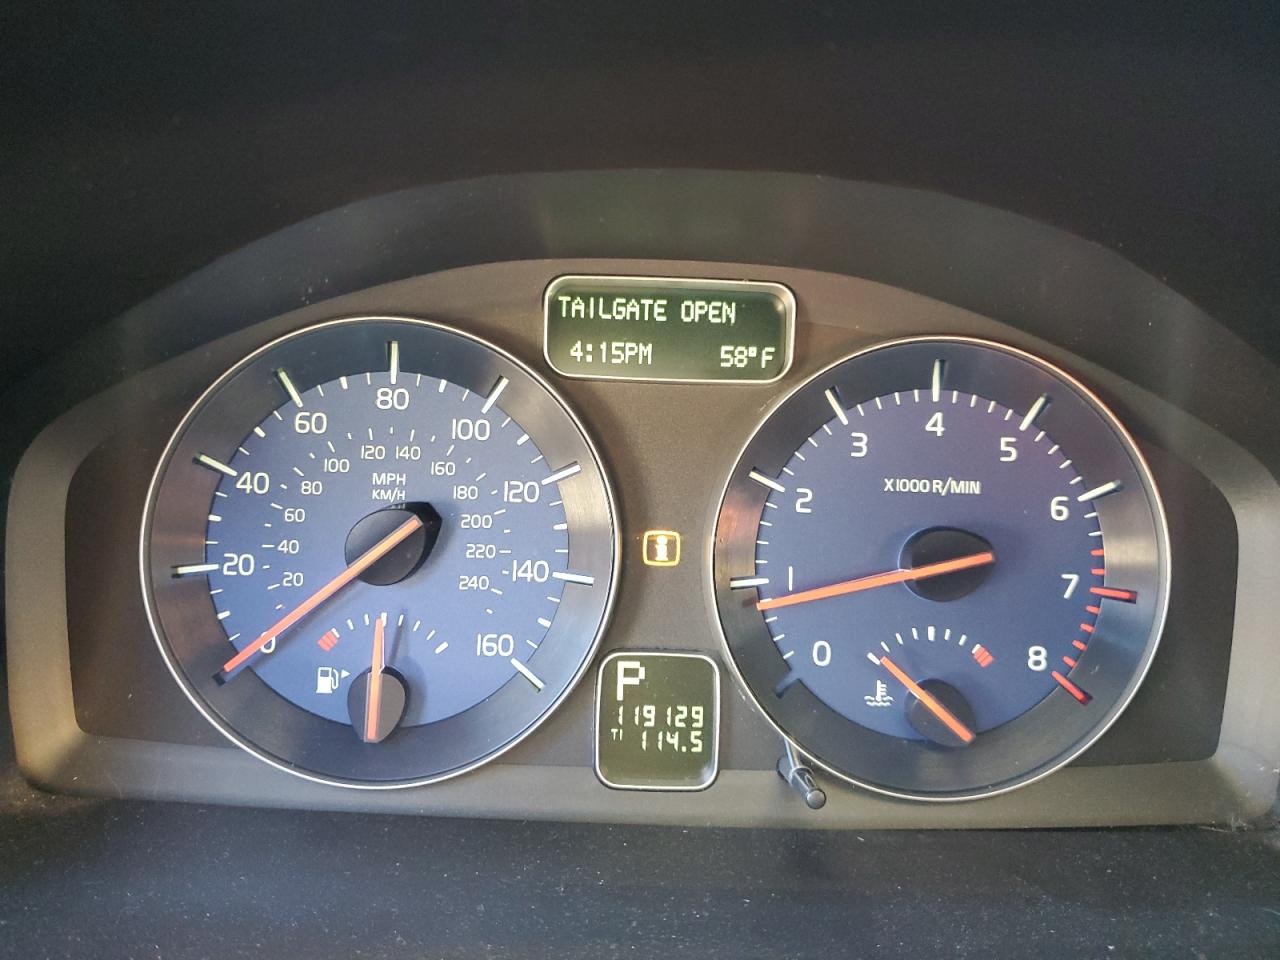 TAILGATE OPEN
4:15PM 58°F
0 20 40 60 80 100 120 140 160
20 40 60 80 100 120 140 160 180 200 220 240
MPH
KM/H
0 1 2 3 4 5 6 7 8
X1000 R/MIN
P
119129
T1 114.5